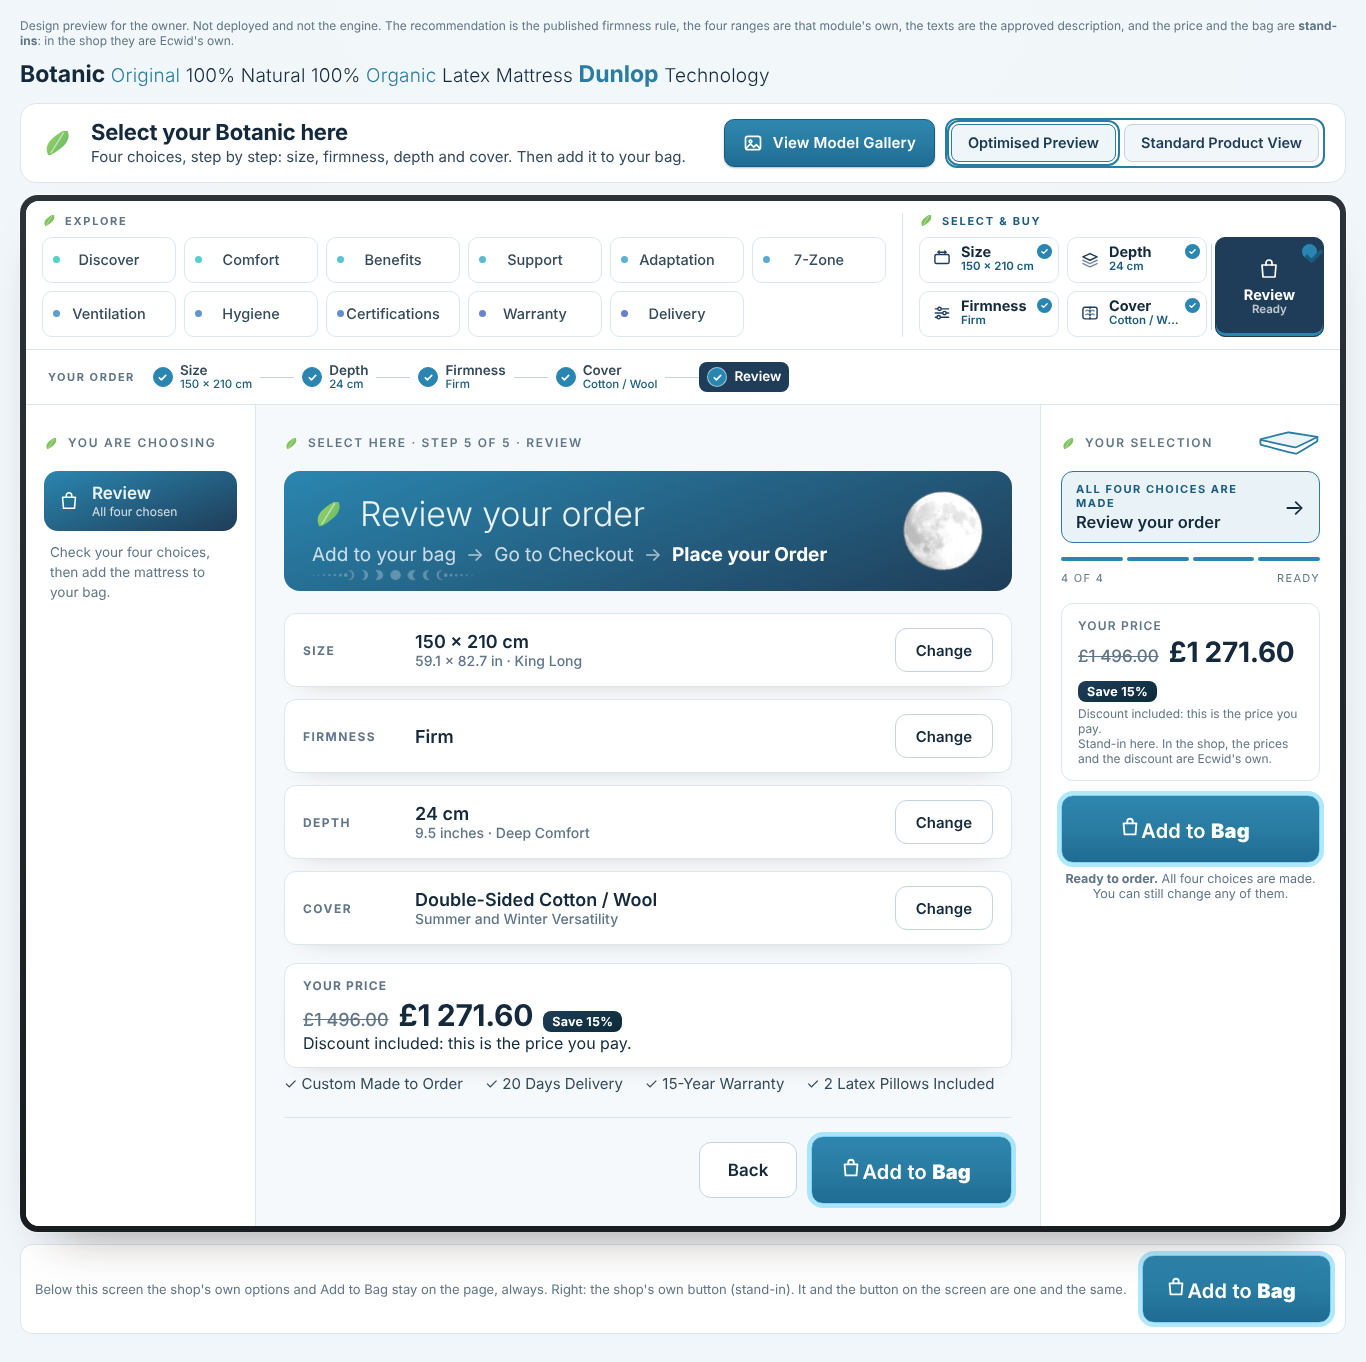 Design preview for the owner. Not deployed and not the engine. The recommendation is the published firmness rule, the four ranges are that module's own, the texts are the approved description, and the price and the bag are stand-
ins: in the shop they are Ecwid's own.
Botanic Original 100% Natural 100% Organic Latex Mattress Dunlop Technology
Select your Botanic here
Four choices, step by step: size, firmness, depth and cover. Then add it to your bag.
View Model Gallery
Optimised Preview
Standard Product View
EXPLORE
Discover
Comfort
Benefits
Support
Adaptation
7-Zone
Ventilation
Hygiene
Certifications
Warranty
Delivery
SELECT & BUY
Size
150 × 210 cm
Depth
24 cm
Firmness
Firm
Cover
Cotton / W...
Review
Ready
YOUR ORDER
Size
150 × 210 cm
Depth
24 cm
Firmness
Firm
Cover
Cotton / Wool
Review
YOU ARE CHOOSING
Review
All four chosen
Check your four choices,
then add the mattress to
your bag.
SELECT HERE · STEP 5 OF 5 · REVIEW
Review your order
Add to your bag → Go to Checkout → Place your Order
SIZE
150 × 210 cm
59.1 × 82.7 in · King Long
Change
FIRMNESS
Firm
Change
DEPTH
24 cm
9.5 inches · Deep Comfort
Change
COVER
Double-Sided Cotton / Wool
Summer and Winter Versatility
Change
YOUR PRICE
£1 496.00 £1 271.60 Save 15%
Discount included: this is the price you pay.
✓ Custom Made to Order ✓ 20 Days Delivery ✓ 15-Year Warranty ✓ 2 Latex Pillows Included
Back
Add to Bag
YOUR SELECTION
ALL FOUR CHOICES ARE
MADE
Review your order →
4 OF 4
READY
YOUR PRICE
£1 496.00 £1 271.60
Save 15%
Discount included: this is the price you
pay.
Stand-in here. In the shop, the prices
and the discount are Ecwid's own.
Add to Bag
Ready to order. All four choices are made.
You can still change any of them.
Below this screen the shop's own options and Add to Bag stay on the page, always. Right: the shop's own button (stand-in). It and the button on the screen are one and the same.
Add to Bag